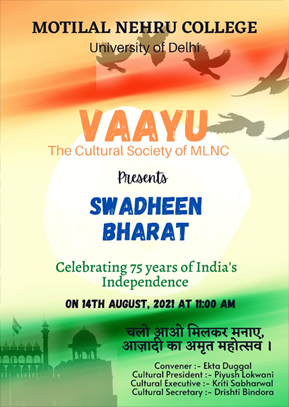 MOTILAL NEHRU COLLEGE
University of Delhi
VAAYU
The Cultural Society of MLNC
Presents
SWADHEEN
BHARAT
Celebrating 75 years of India's
Independence
ON 14TH AUGUST, 2021 AT 11:00 AM
चलो आओ मिलकर मनाए,
आज़ादी का अमृत महोत्सव ।
Convener :- Ekta Duggal
Cultural President :- Piyush Lokwani
Cultural Executive :- Kriti Sabharwal
Cultural Secretary :- Drishti Bindora